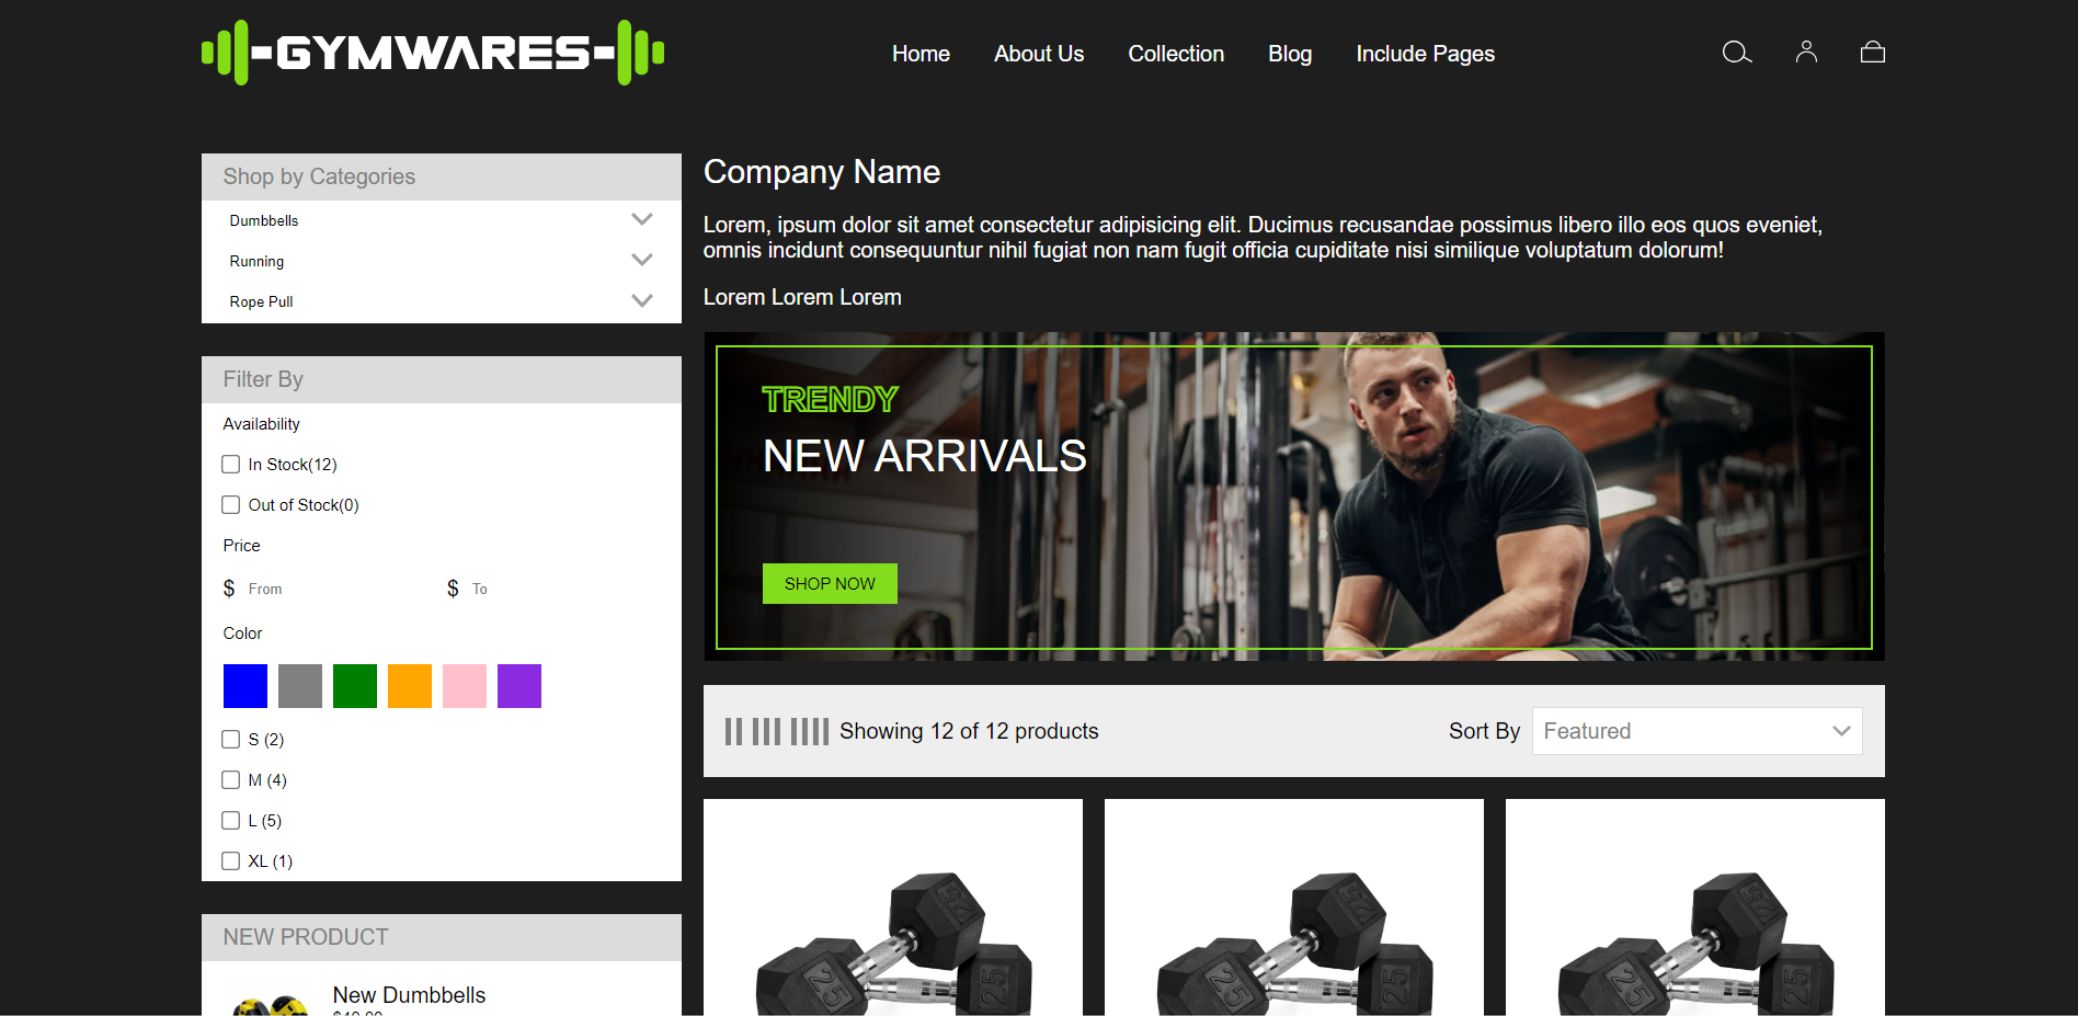 -GYMWARES-
Home About Us Collection Blog Include Pages
Shop by Categories
Dumbbells
Running
Rope Pull
Filter By
Availability
In Stock(12)
Out of Stock(0)
Price
$ From $ To
Color
S (2)
M (4)
L (5)
XL (1)
NEW PRODUCT
New Dumbbells
Company Name
Lorem, ipsum dolor sit amet consectetur adipisicing elit. Ducimus recusandae possimus libero illo eos quos eveniet,
omnis incidunt consequuntur nihil fugiat non nam fugit officia cupiditate nisi similique voluptatum dolorum!
Lorem Lorem Lorem
TRENDY
NEW ARRIVALS
SHOP NOW
Showing 12 of 12 products
Sort By Featured
25
25
25
25
25
25
25
25
25